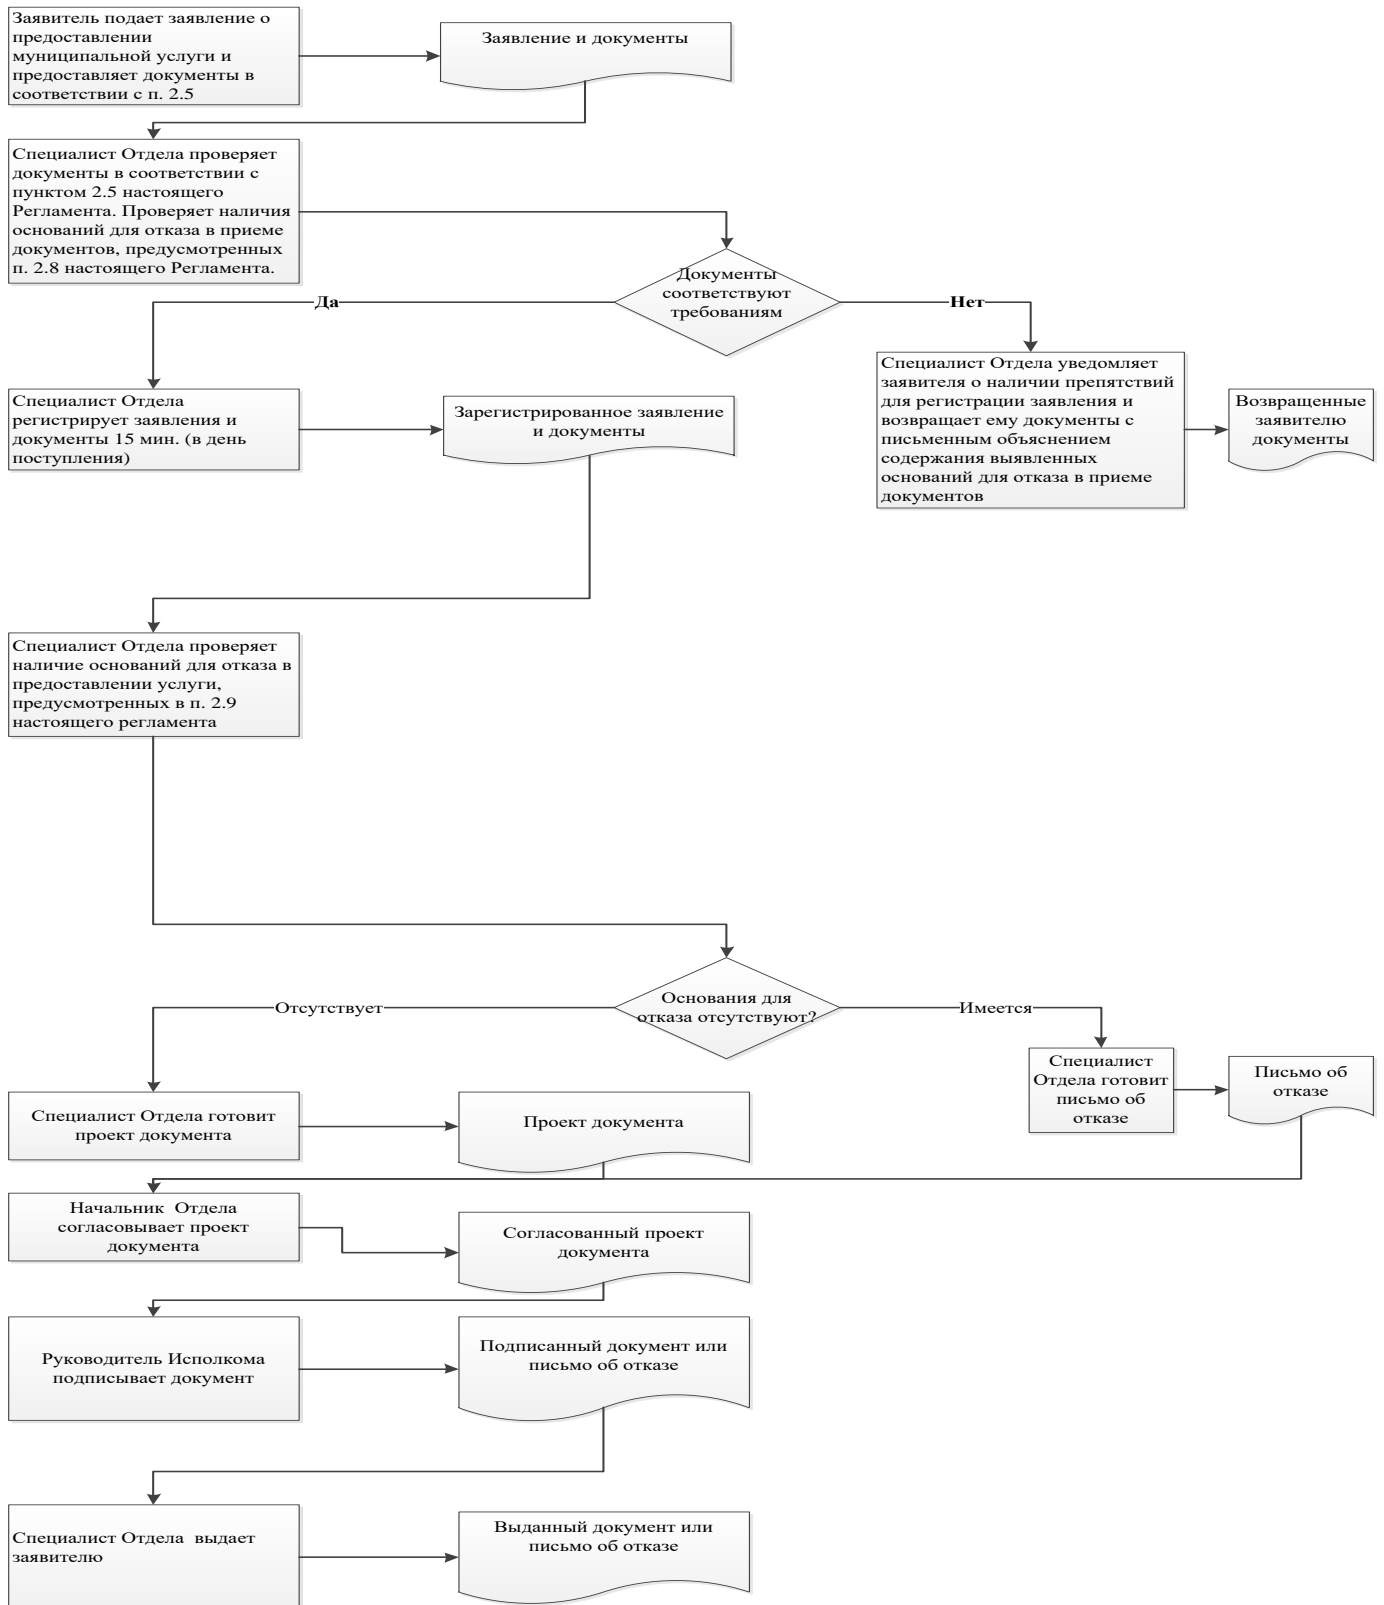 Заявитель подает заявление о
предоставлении
муниципальной услуги и
предоставляет документы в
соответствии с п. 2.5
Заявление и документы
Специалист Отдела проверяет
документы в соответствии с
пунктом 2.5 настоящего
Регламента. Проверяет наличия
оснований для отказа в приеме
документов, предусмотренных
п. 2.8 настоящего Регламента.
Документы
соответствуют
требованиям
Да
Нет
Специалист Отдела
регистрирует заявления и
документы 15 мин. (в день
поступления)
Зарегистрированное заявление
и документы
Специалист Отдела уведомляет
заявителя о наличии препятствий
для регистрации заявления и
возвращает ему документы с
письменным объяснением
содержания выявленных
оснований для отказа в приеме
документов
Возвращенные
заявителю
документы
Специалист Отдела проверяет
наличие оснований для отказа в
предоставлении услуги,
предусмотренных в п. 2.9
настоящего регламента
Основания для
отказа отсутствуют?
Отсутствует
Имеется
Специалист Отдела готовит
проект документа
Проект документа
Специалист
Отдела готовит
письмо об
отказе
Письмо об
отказе
Начальник  Отдела
согласовывает проект
документа
Согласованный проект
документа
Руководитель Исполкома
подписывает документ
Подписанный документ или
письмо об отказе
Специалист Отдела  выдает
заявителю
Выданный документ или
письмо об отказе